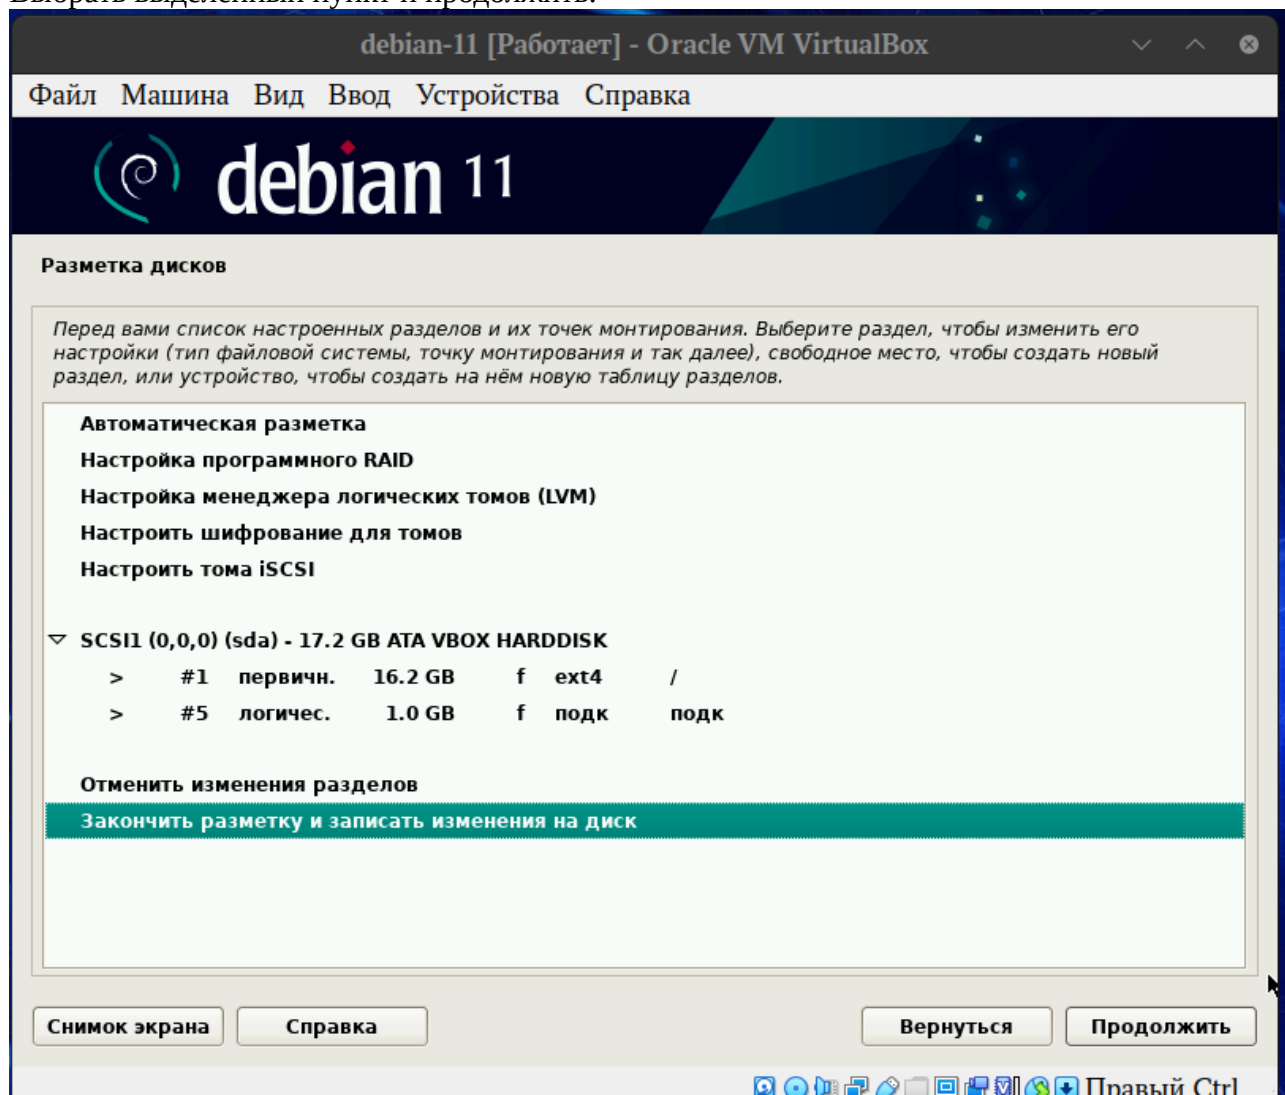 Выбрать выделенный пункт и продолжить.
debian-11 [Работает] - Oracle VM VirtualBox
Файл Машина Вид Ввод Устройства Справка
debian 11
Разметка дисков
Перед вами список настроенных разделов и их точек монтирования. Выберите раздел, чтобы изменить его
настройки (тип файловой системы, точку монтирования и так далее), свободное место, чтобы создать новый
раздел, или устройство, чтобы создать на нём новую таблицу разделов.
Автоматическая разметка
Настройка программного RAID
Настройка менеджера логических томов (LVM)
Настроить шифрование для томов
Настроить тома iSCSI
SCSI1 (0,0,0) (sda) - 17.2 GB ATA VBOX HARDDISK
> #1 первичн. 16.2 GB f ext4 /
> #5 логичес. 1.0 GB f подк подк
Отменить изменения разделов
Закончить разметку и записать изменения на диск
Снимок экрана Справка Вернуться Продолжить
Правый Ctrl